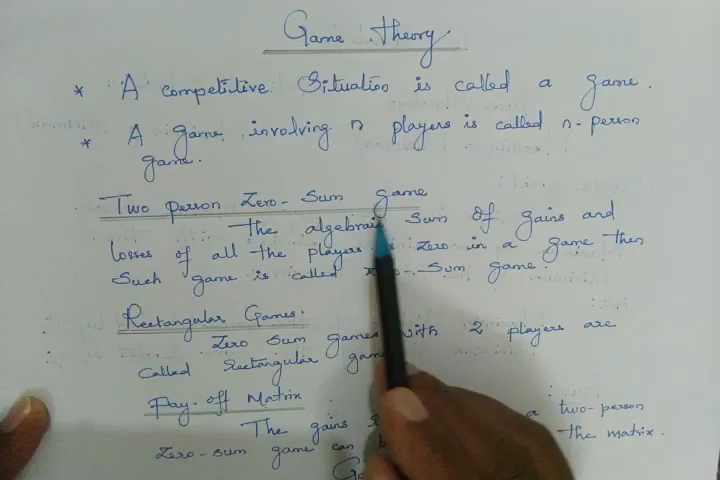 Game Theory
* A competitive Situation is called a game.
* A game involving n players is called n-person
game.
Two person Zero-Sum game
The algebraic sum of gains and
losses of all the players zero in a game then
Such game is called zero-sum game.
Rectangular Games.
Zero sum games with 2 players are
called rectangular game
Pay-off Matrix
The gains a two-person
Zero-sum game can the matrix.